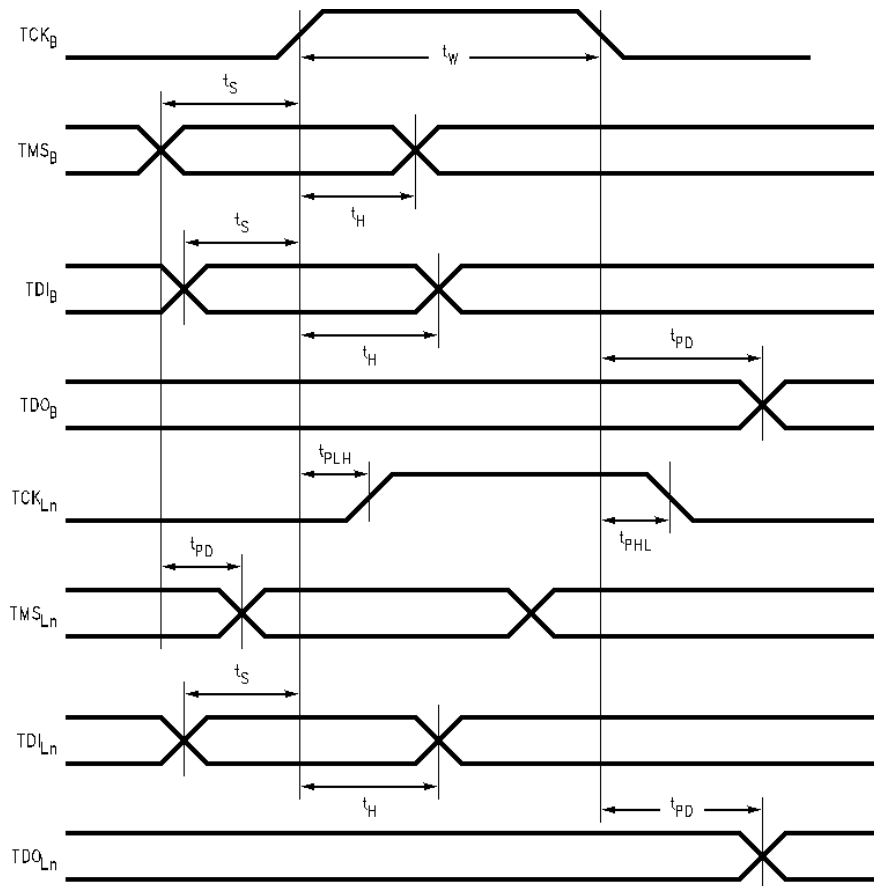 TCK_B
t_W
t_S
TMS_B
t_H
t_S
TDI_B
t_H
t_PD
TDO_B
t_PLH
TCK_Ln
t_PHL
t_PD
TMS_Ln
t_S
TDI_Ln
t_H
t_PD
TDO_Ln